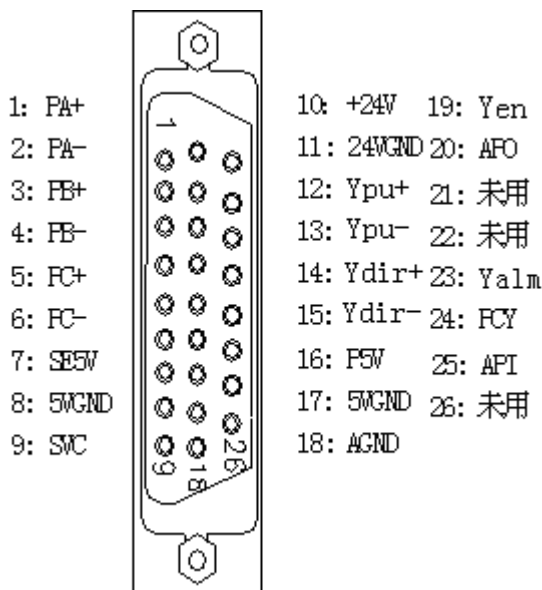 1: PA+
2: PA-
3: PB+
4: PB-
5: PC+
6: PC-
7: SE5V
8: 5VGND
9: SVC
1
9
18
26
10: +24V 19: Yen
11: 24VGND 20: AFO
12: Ypu+ 21: 未用
13: Ypu- 22: 未用
14: Ydir+ 23: Yalm
15: Ydir- 24: PCY
16: P5V 25: API
17: 5VGND 26: 未用
18: AGND